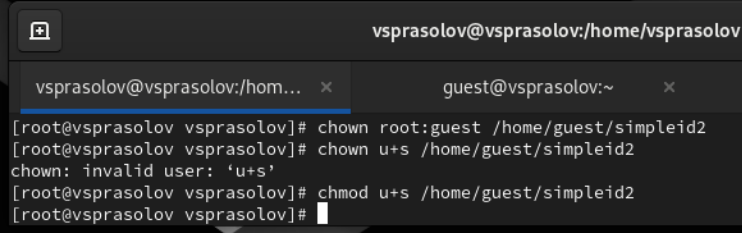 vsprasolov@vsprasolov:/home/vsprasolov
vsprasolov@vsprasolov:/hom... ×
guest@vsprasolov:~ ×
[root@vsprasolov vsprasolov]# chown root:guest /home/guest/simpleid2
[root@vsprasolov vsprasolov]# chown u+s /home/guest/simpleid2
chown: invalid user: ‘u+s’
[root@vsprasolov vsprasolov]# chmod u+s /home/guest/simpleid2
[root@vsprasolov vsprasolov]#